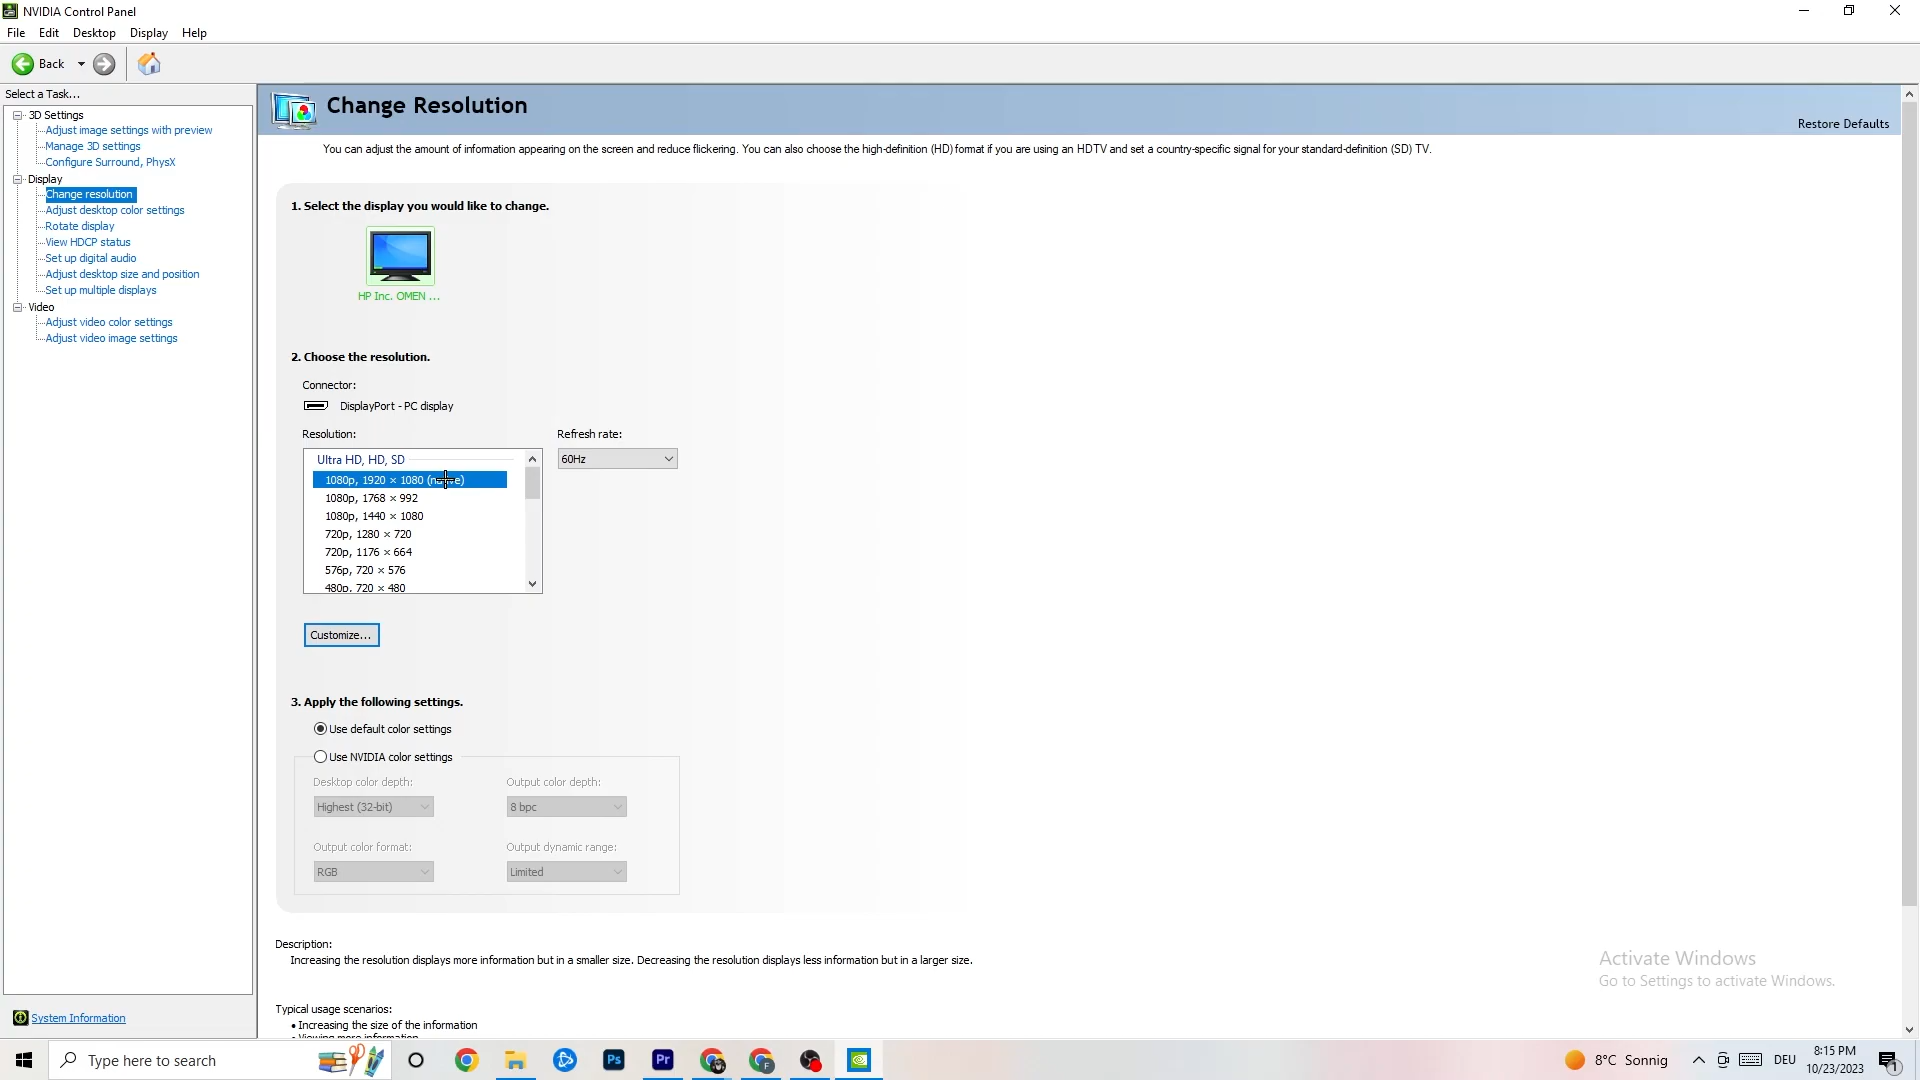 NVIDIA Control Panel
File Edit Desktop Display Help
Back
Select a Task...
3D Settings
Adjust image settings with preview
Manage 3D settings
Configure Surround, PhysX
Display
Change resolution
Adjust desktop color settings
Rotate display
View HDCP status
Set up digital audio
Adjust desktop size and position
Set up multiple displays
Video
Adjust video color settings
Adjust video image settings
System Information
Change Resolution
Restore Defaults
You can adjust the amount of information appearing on the screen and reduce flickering. You can also choose the high-definition (HD) format if you are using an HDTV and set a country-specific signal for your standard-definition (SD) TV.
1. Select the display you would like to change.
HP Inc. OMEN ...
2. Choose the resolution.
Connector:
DisplayPort - PC display
Resolution:
Refresh rate:
Ultra HD, HD, SD
60Hz
1080p, 1920 × 1080
1080p, 1768 × 992
1080p, 1440 × 1080
720p, 1280 × 720
720p, 1176 × 664
576p, 720 × 576
480p, 720 × 480
Customize...
3. Apply the following settings.
Use default color settings
Use NVIDIA color settings
Desktop color depth:
Output color depth:
Highest (32-bit)
8 bpc
Output color format:
Output dynamic range:
RGB
Limited
Description:
Increasing the resolution displays more information but in a smaller size. Decreasing the resolution displays less information but in a larger size.
Typical usage scenarios:
• Increasing the size of the information
Activate Windows
Go to Settings to activate Windows.
Type here to search
Ps
Pr
F
8°C Sonnig
DEU
8:15 PM
10/23/2023
1